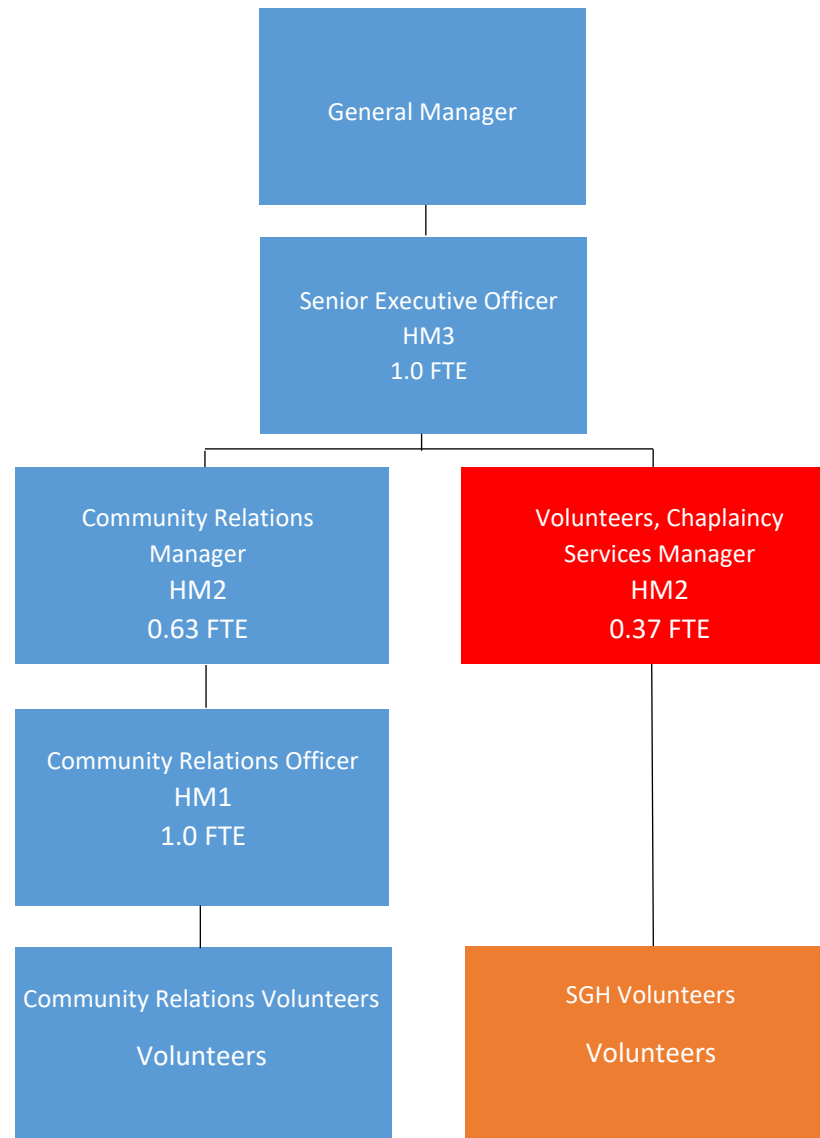 General Manager
Senior Executive Officer
HM3
1.0 FTE
Community Relations
Manager
HM2
0.63 FTE
Volunteers, Chaplaincy
Services Manager
HM2
0.37 FTE
Community Relations Officer
HM1
1.0 FTE
Community Relations Volunteers
Volunteers
SGH Volunteers
Volunteers